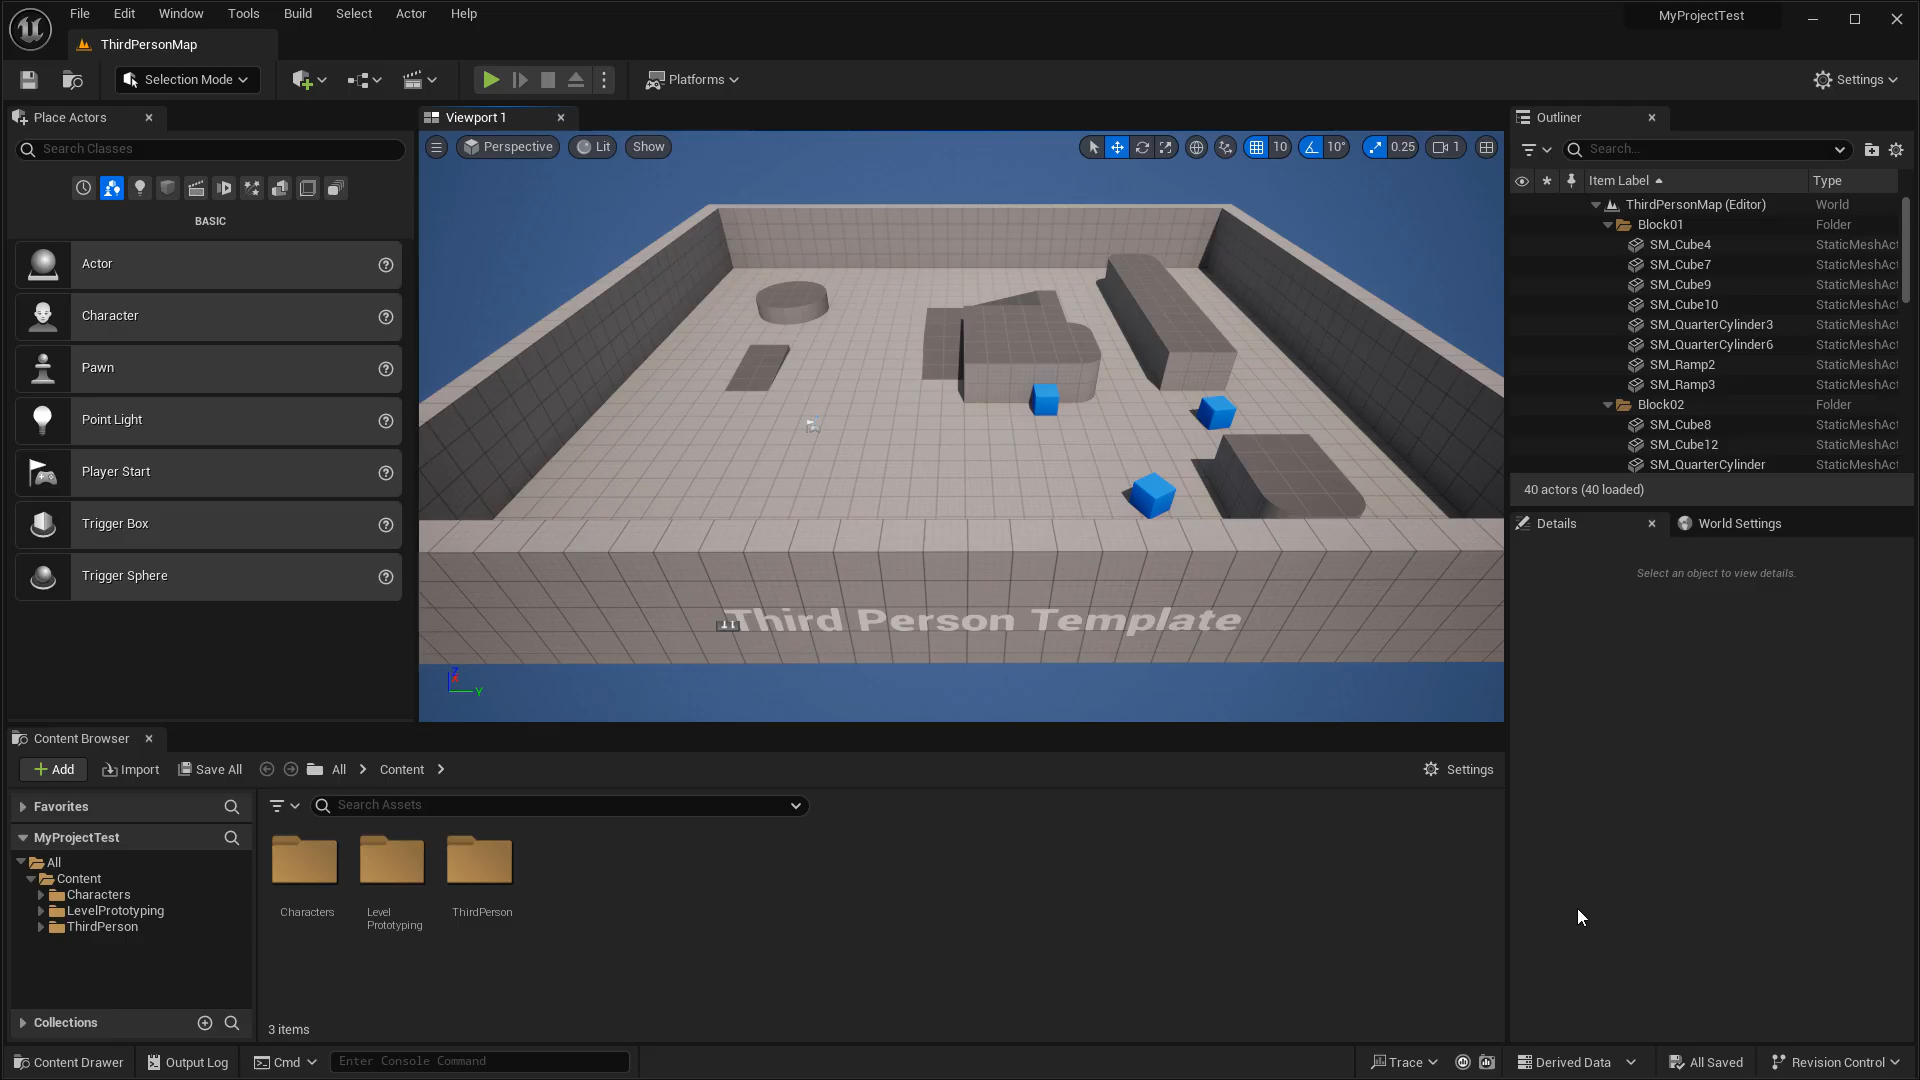 File Edit Window Tools Build Select Actor Help
MyProjectTest
ThirdPersonMap
Selection Mode
Platforms
Settings
Place Actors
Search Classes
BASIC
Actor
Character
Pawn
Point Light
Player Start
Trigger Box
Trigger Sphere
Viewport 1
Perspective Lit Show
10 10° 0.25 1
Third Person Template
Z
X
Y
Outliner
Search...
Item Label Type
ThirdPersonMap (Editor) World
Block01 Folder
SM_Cube4 StaticMeshAct
SM_Cube7 StaticMeshAct
SM_Cube9 StaticMeshAct
SM_Cube10 StaticMeshAct
SM_QuarterCylinder3 StaticMeshAct
SM_QuarterCylinder6 StaticMeshAct
SM_Ramp2 StaticMeshAct
SM_Ramp3 StaticMeshAct
Block02 Folder
SM_Cube8 StaticMeshAct
SM_Cube12 StaticMeshAct
SM_QuarterCylinder StaticMeshAct
40 actors (40 loaded)
Details World Settings
Select an object to view details.
Content Browser
Add Import Save All All Content Settings
Favorites
MyProjectTest
All
Content
Characters
LevelPrototyping
ThirdPerson
Collections
Search Assets
Characters
Level
Prototyping
ThirdPerson
3 items
Content Drawer Output Log Cmd Enter Console Command Trace Derived Data All Saved Revision Control